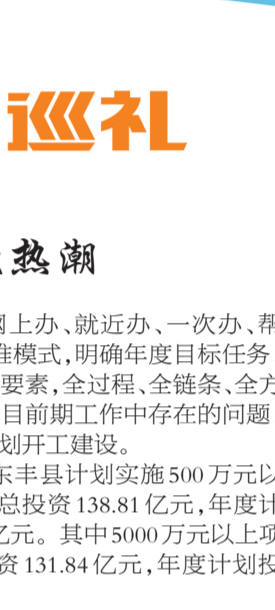 巡礼
热潮
网上办、就近办、一次办、帮
准模式，明确年度目标任务
要素，全过程、全链条、全方
目前期工作中存在的问题
划开工建设。
东丰县计划实施500万元以
总投资138.81亿元，年度计
亿元。其中5000万元以上项
资131.84亿元，年度计划投